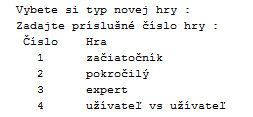 Vybete si typ novej hry :
Zadajte príslušné číslo hry :
Číslo Hra
1 začiatočník
2 pokročilý
3 expert
4 užívateľ vs užívateľ